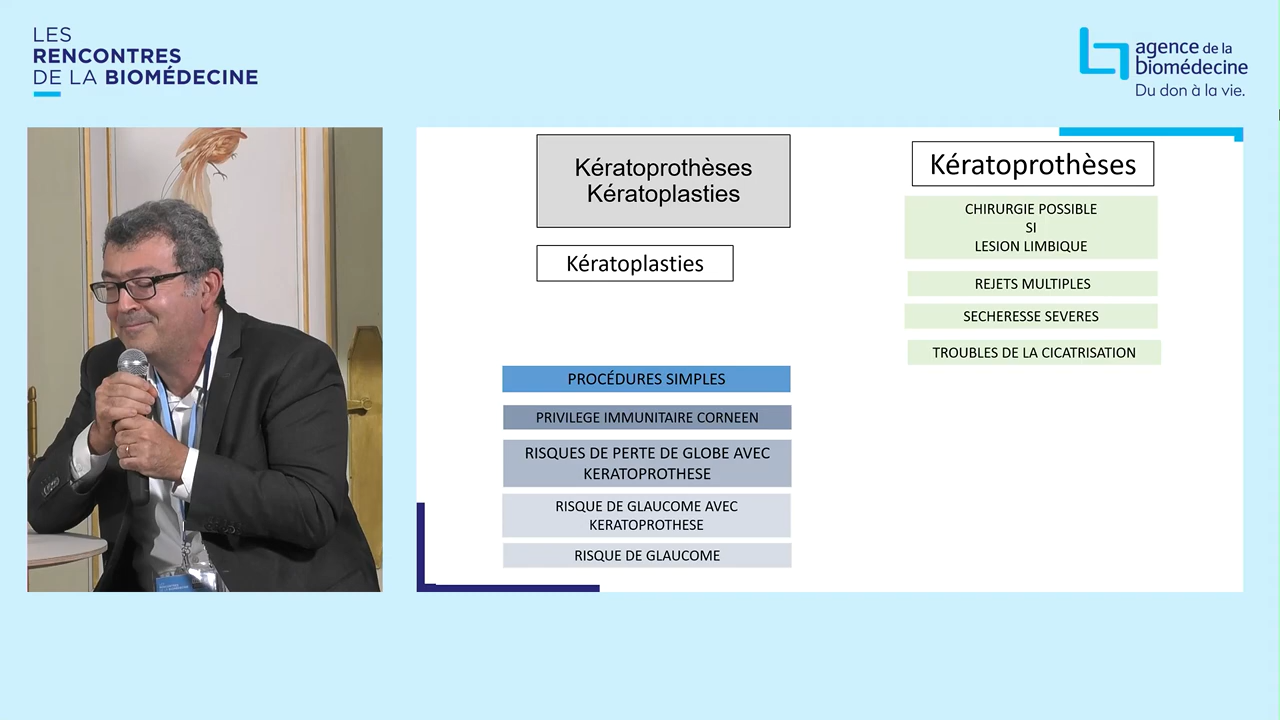 LES
RENCONTRES
DE LA BIOMÉDECINE
agence de la
biomédecine
Du don à la vie.
Kératoprothèses
Kératoplasties
Kératoplasties
PROCÉDURES SIMPLES
PRIVILEGE IMMUNITAIRE CORNEEN
RISQUES DE PERTE DE GLOBE AVEC
KERATOPROTHESE
RISQUE DE GLAUCOME AVEC
KERATOPROTHESE
RISQUE DE GLAUCOME
Kératoprothèses
CHIRURGIE POSSIBLE
SI
LESION LIMBIQUE
REJETS MULTIPLES
SECHERESSE SEVERES
TROUBLES DE LA CICATRISATION